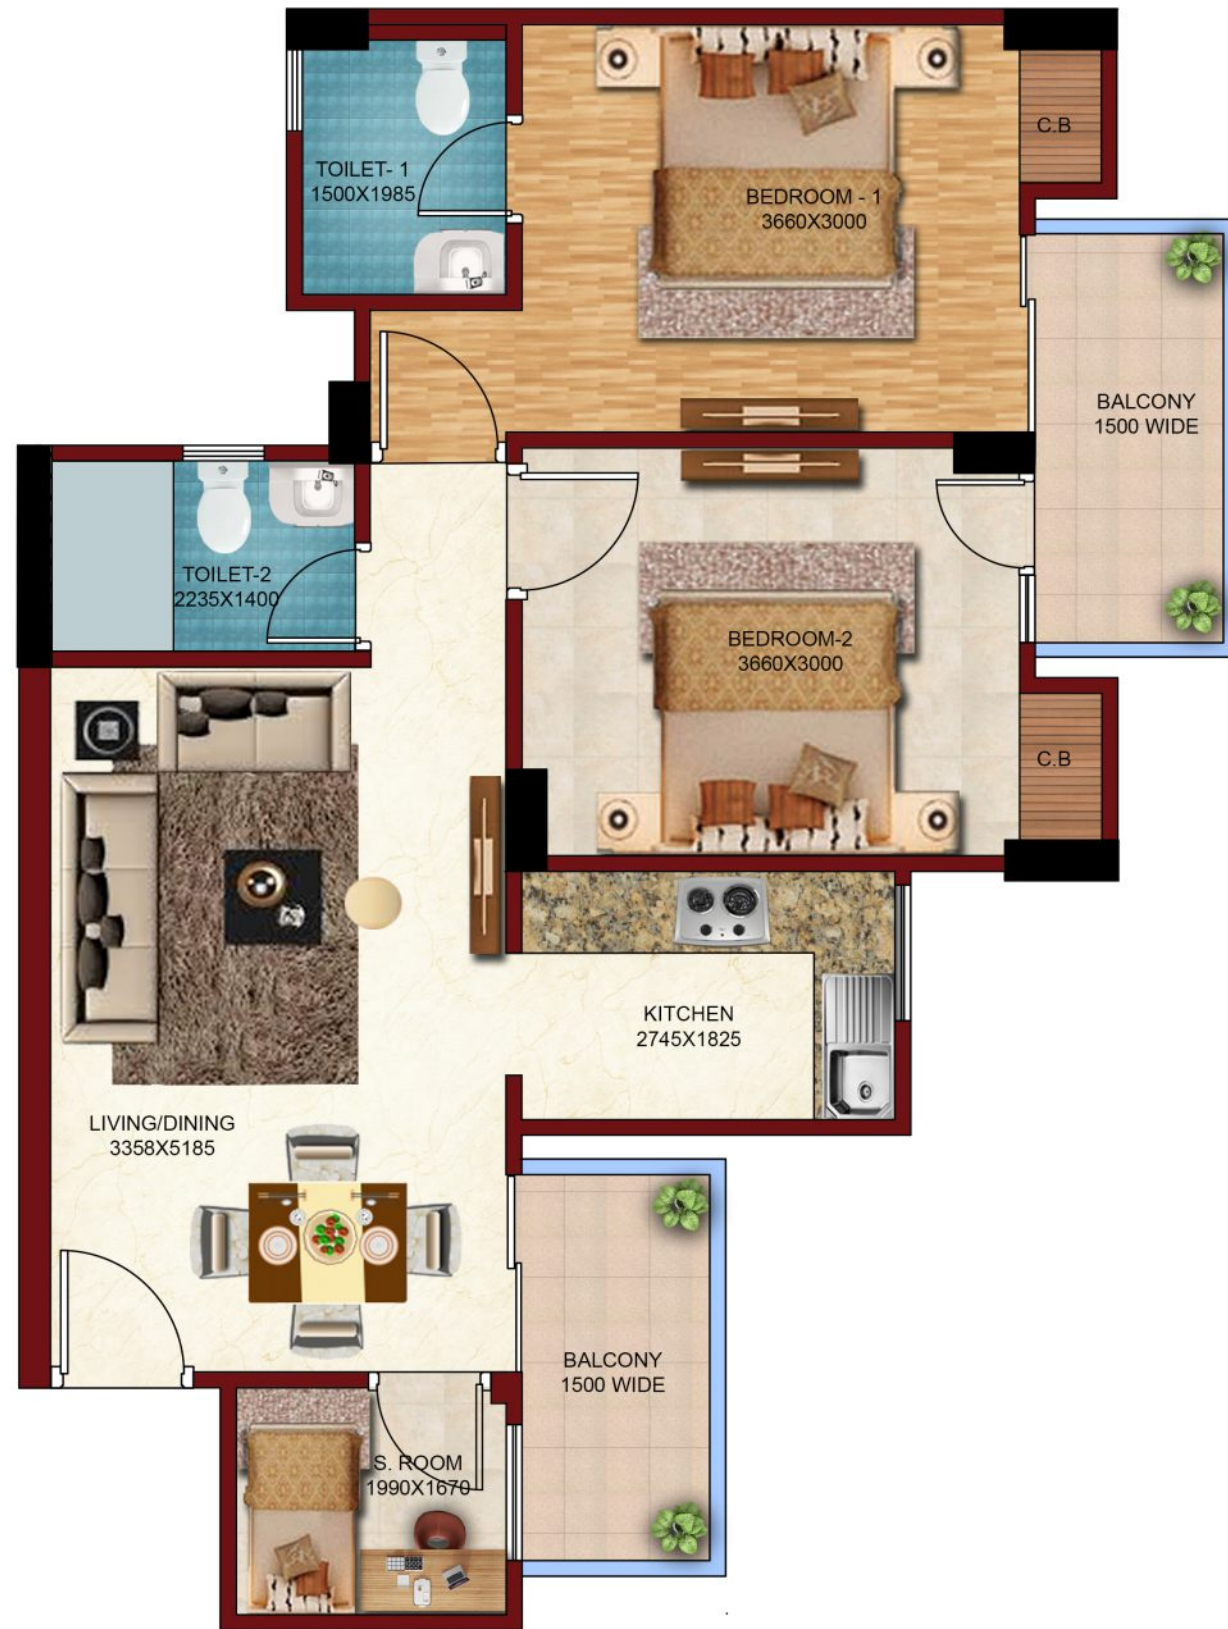 C.B
TOILET- 1
1500X1985
BEDROOM - 1
3660X3000
BALCONY
1500 WIDE
TOILET-2
2235X1400
BEDROOM-2
3660X3000
C.B
KITCHEN
2745X1825
LIVING/DINING
3358X5185
BALCONY
1500 WIDE
S. ROOM
1990X1670